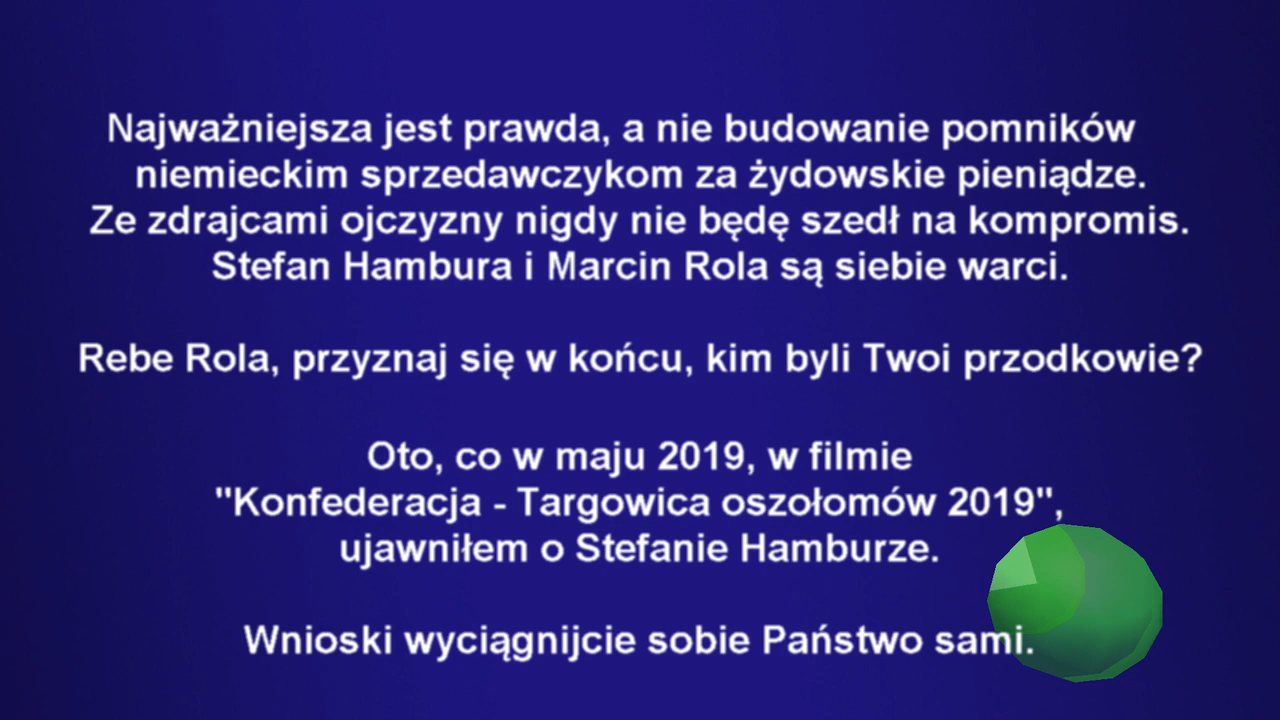 Najważniejsza jest prawda, a nie budowanie pomników
niemieckim sprzedawczykom za żydowskie pieniądze.
Ze zdrajcami ojczyzny nigdy nie będę szedł na kompromis.
Stefan Hambura i Marcin Rola są siebie warci.
Rebe Rola, przyznaj się w końcu, kim byli Twoi przodkowie?
Oto, co w maju 2019, w filmie
"Konfederacja - Targowica oszołomów 2019",
ujawniłem o Stefanie Hamburze.
Wnioski wyciągnijcie sobie Państwo sami.